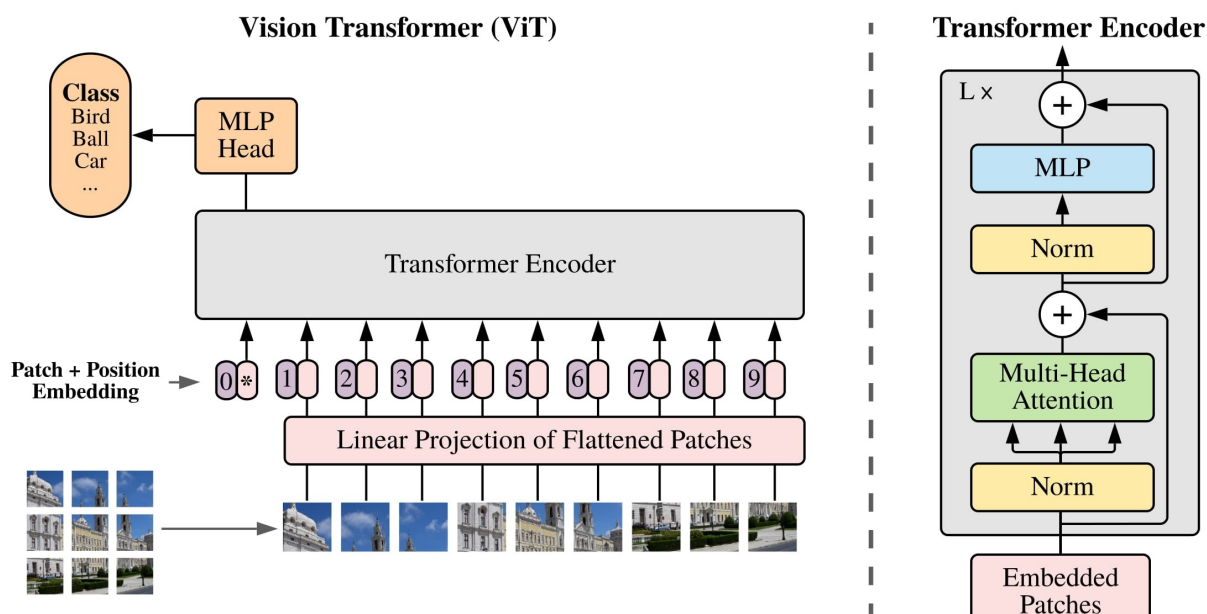 Vision Transformer (ViT)
Class
Bird
Ball
Car
...
MLP
Head
Transformer Encoder
Patch + Position
Embedding
0 * 1 2 3 4 5 6 7 8 9
Linear Projection of Flattened Patches
Transformer Encoder
L ×
+
MLP
Norm
+
Multi-Head
Attention
Norm
Embedded
Patches